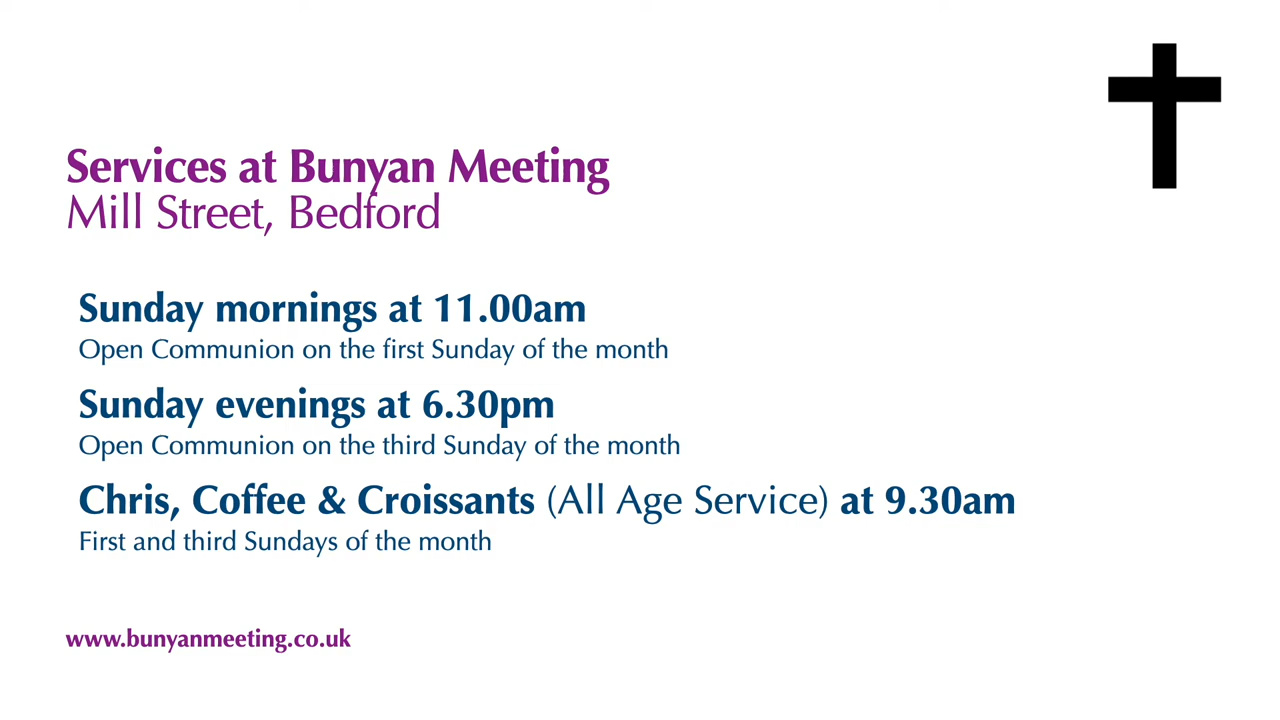 Services at Bunyan Meeting
Mill Street, Bedford
Sunday mornings at 11.00am
Open Communion on the first Sunday of the month
Sunday evenings at 6.30pm
Open Communion on the third Sunday of the month
Chris, Coffee & Croissants (All Age Service) at 9.30am
First and third Sundays of the month
www.bunyanmeeting.co.uk